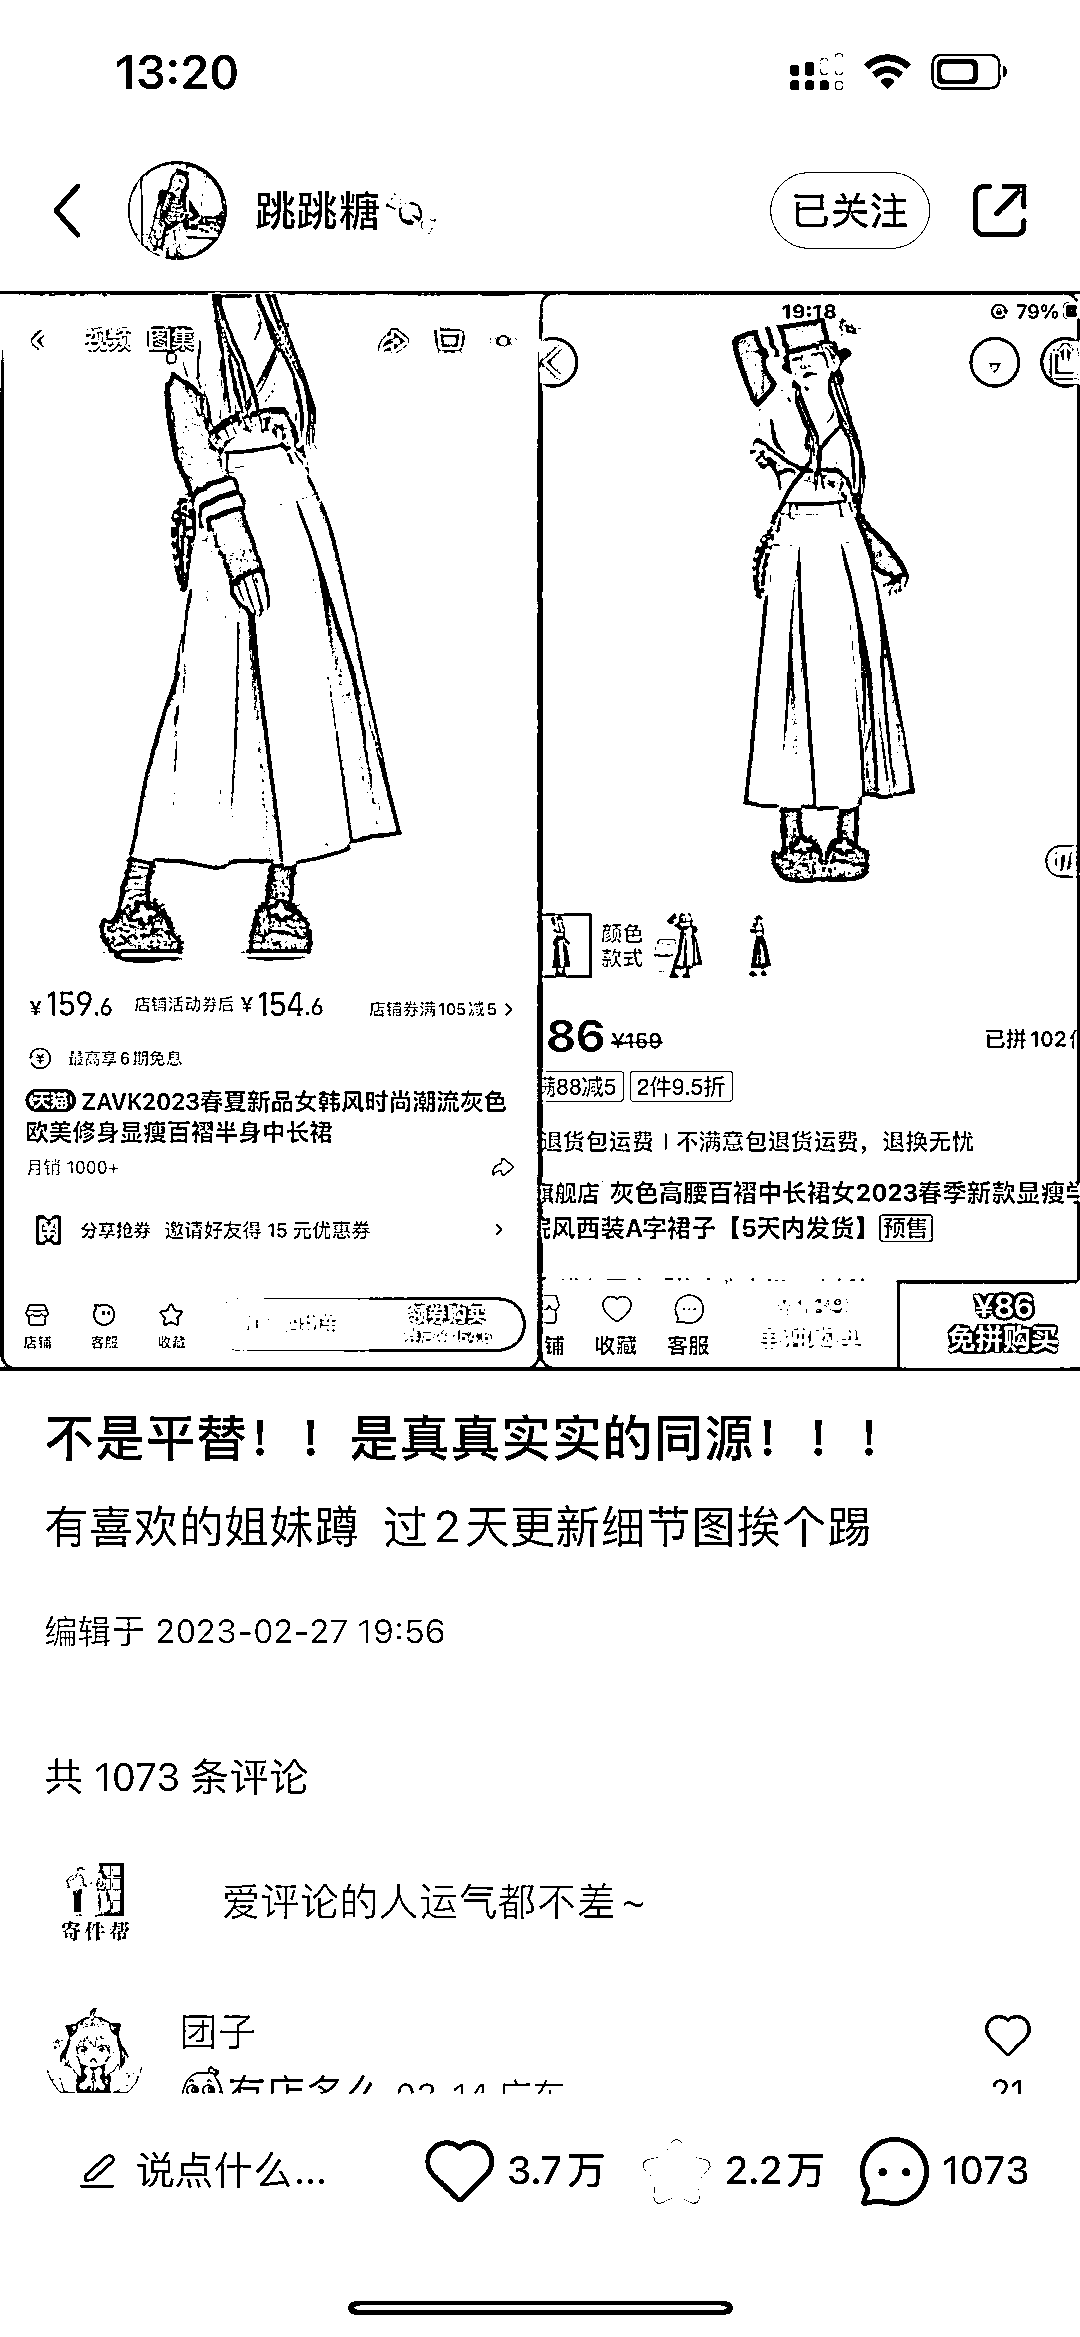 13:20
跳跳糖
已关注
视频 图集
¥159.6 店铺活动券后 ¥154.6 店铺券满105减5
最高享6期免息
天猫 ZAVK2023春夏新品女韩风时尚潮流灰色
欧美修身显瘦百褶半身中长裙
月销 1000+
分享抢券 邀请好友得 15 元优惠券
店铺 客服 收藏 领券购买
19:18 79%
颜色
款式
86 ¥159 已拼102
满88减5 2件9.5折
退货包运费 | 不满意包退货运费，退换无忧
旗舰店 灰色高腰百褶中长裙女2023春季新款显瘦
院风西装A字裙子【5天内发货】 预售
铺 收藏 客服
¥86
免拼购买
不是平替！！是真真实实的同源！！！
有喜欢的姐妹蹲 过2天更新细节图挨个踢
编辑于 2023-02-27 19:56
共 1073 条评论
寄件帮
爱评论的人运气都不差~
团子
有店名么 03-14 广东
21
说点什么... 3.7万 2.2万 1073